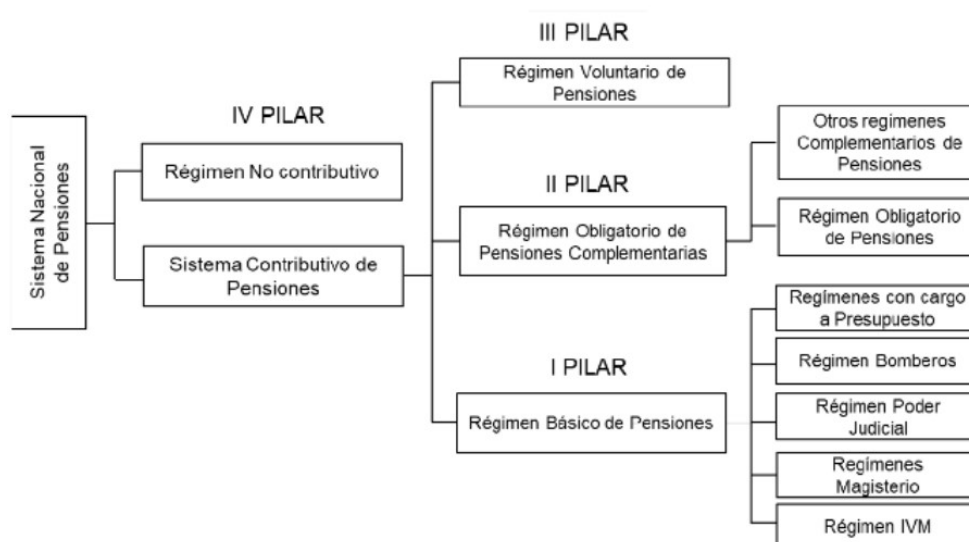 Sistema Nacional
de Pensiones
IV PILAR
Régimen No contributivo
Sistema Contributivo de
Pensiones
III PILAR
Régimen Voluntario de
Pensiones
II PILAR
Régimen Obligatorio de
Pensiones Complementarias
Otros regimenes
Complementarios de
Pensiones
Régimen Obligatorio
de Pensiones
I PILAR
Régimen Básico de Pensiones
Regímenes con cargo
a Presupuesto
Régimen Bomberos
Régimen Poder
Judicial
Regímenes
Magisterio
Régimen IVM